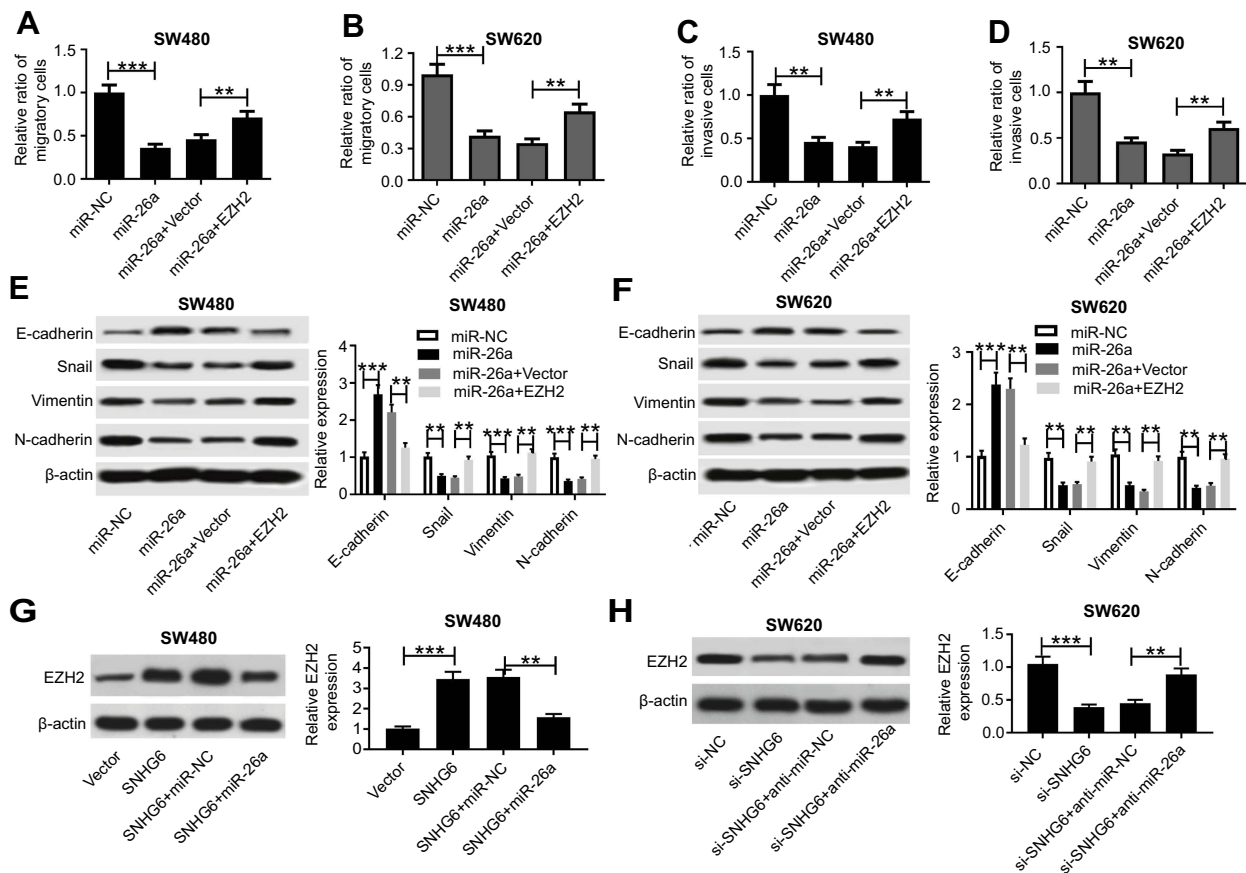 A
SW480
Relative ratio of
migratory cells
1.5
1.0
0.5
0.0
***
**
miR-NC
miR-26a
miR-26a+Vector
miR-26a+EZH2
B
SW620
Relative ratio of
migratory cells
1.2
0.9
0.6
0.3
0.0
***
**
miR-NC
miR-26a
miR-26a+Vector
miR-26a+EZH2
C
SW480
Relative ratio of
invasive cells
1.5
1.0
0.5
0.0
**
**
miR-NC
miR-26a
miR-26a+Vector
miR-26a+EZH2
D
SW620
Relative ratio of
invasive cells
1.5
1.0
0.5
0.0
**
**
miR-NC
miR-26a
miR-26a+Vector
miR-26a+EZH2
E
SW480
E-cadherin
Snail
Vimentin
N-cadherin
β-actin
miR-NC
miR-26a
miR-26a+Vector
miR-26a+EZH2
SW480
miR-NC
miR-26a
miR-26a+Vector
miR-26a+EZH2
Relative expression
4
3
2
1
0
*** **
** **
*** **
*** **
E-cadherin
Snail
Vimentin
N-cadherin
F
SW620
E-cadherin
Snail
Vimentin
N-cadherin
β-actin
miR-NC
miR-26a
miR-26a+Vector
miR-26a+EZH2
SW620
miR-NC
miR-26a
miR-26a+Vector
miR-26a+EZH2
Relative expression
3
2
1
0
*** **
** **
** **
** **
E-cadherin
Snail
Vimentin
N-cadherin
G
SW480
EZH2
β-actin
Vector
SNHG6
SNHG6+miR-NC
SNHG6+miR-26a
SW480
Relative EZH2
expression
5
4
3
2
1
0
***
**
Vector
SNHG6
SNHG6+miR-NC
SNHG6+miR-26a
H
SW620
EZH2
β-actin
si-NC
si-SNHG6
si-SNHG6+anti-miR-NC
si-SNHG6+anti-miR-26a
SW620
Relative EZH2
expression
1.5
1.0
0.5
0.0
***
**
si-NC
si-SNHG6
si-SNHG6+anti-miR-NC
si-SNHG6+anti-miR-26a